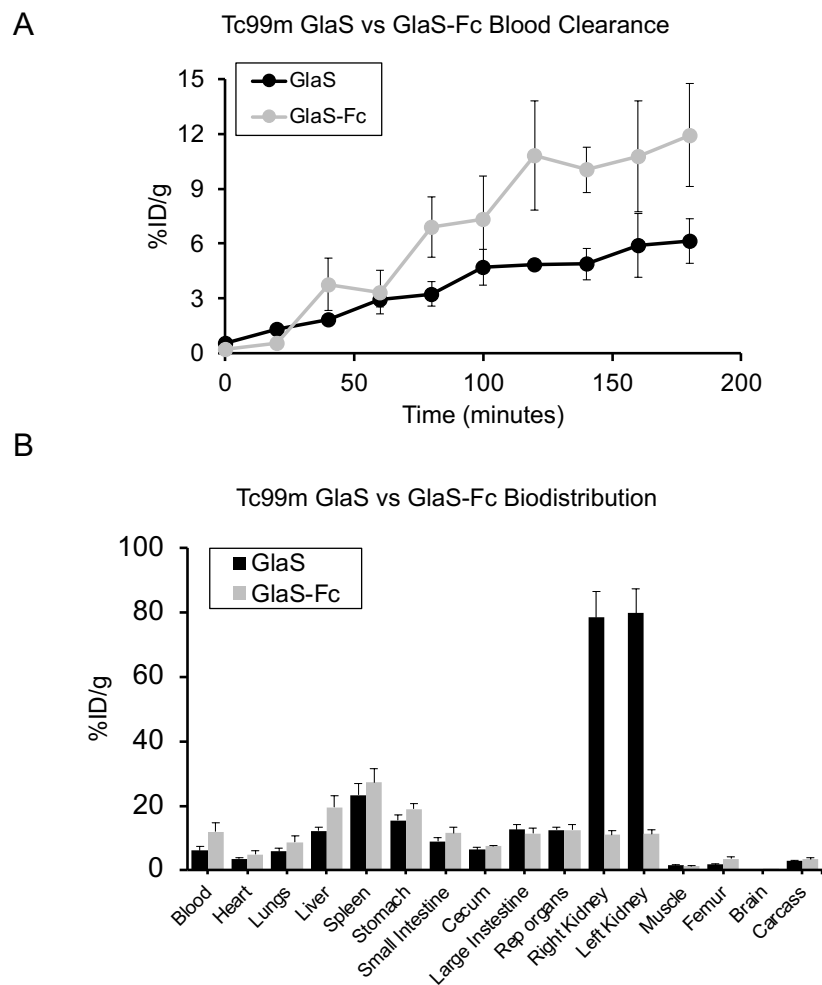 A
Tc99m GlaS vs GlaS-Fc Blood Clearance
GlaS
GlaS-Fc
15
12
9
6
3
0
%ID/g
0
50
100
150
200
Time (minutes)
B
Tc99m GlaS vs GlaS-Fc Biodistribution
GlaS
GlaS-Fc
100
80
60
40
20
0
%ID/g
Blood
Heart
Lungs
Liver
Spleen
Stomach
Small Intestine
Cecum
Large Instestine
Rep organs
Right Kidney
Left Kidney
Muscle
Femur
Brain
Carcass